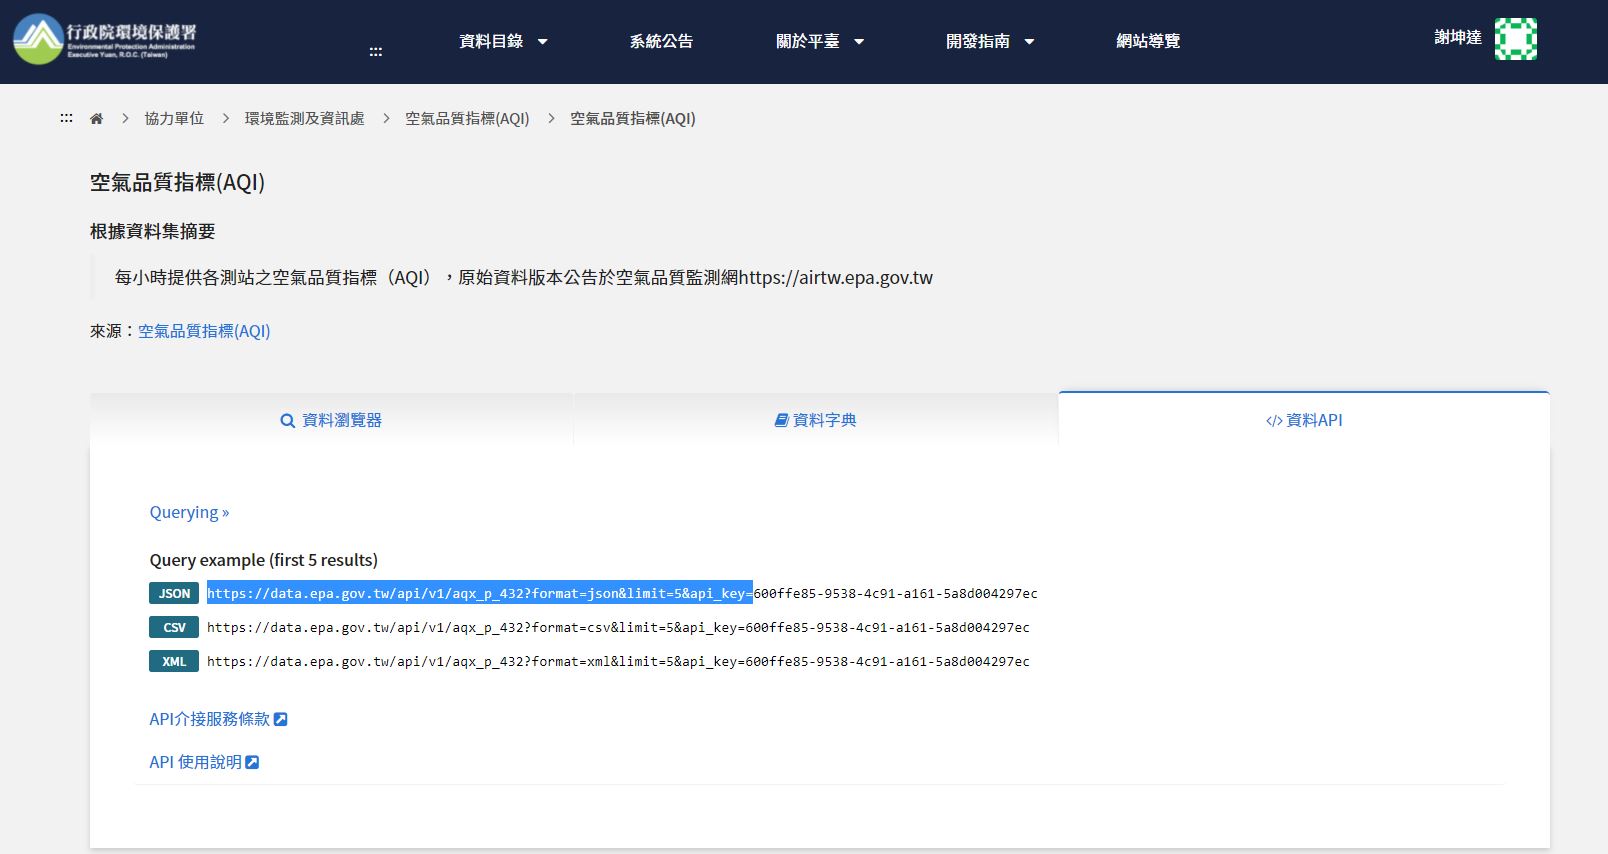 行政院環境保護署
Environmental Protection Administration
Executive Yuan, R.O.C. (Taiwan)
:::
資料目錄
系統公告
關於平臺
開發指南
網站導覽
謝坤達
::: > 協力單位 > 環境監測及資訊處 > 空氣品質指標(AQI) > 空氣品質指標(AQI)
空氣品質指標(AQI)
根據資料集摘要
每小時提供各測站之空氣品質指標（AQI），原始資料版本公告於空氣品質監測網https://airtw.epa.gov.tw
來源：空氣品質指標(AQI)
資料瀏覽器
資料字典
</> 資料API
Querying »
Query example (first 5 results)
JSON https://data.epa.gov.tw/api/v1/aqx_p_432?format=json&limit=5&api_key=600ffe85-9538-4c91-a161-5a8d004297ec
CSV https://data.epa.gov.tw/api/v1/aqx_p_432?format=csv&limit=5&api_key=600ffe85-9538-4c91-a161-5a8d004297ec
XML https://data.epa.gov.tw/api/v1/aqx_p_432?format=xml&limit=5&api_key=600ffe85-9538-4c91-a161-5a8d004297ec
API介接服務條款
API 使用說明